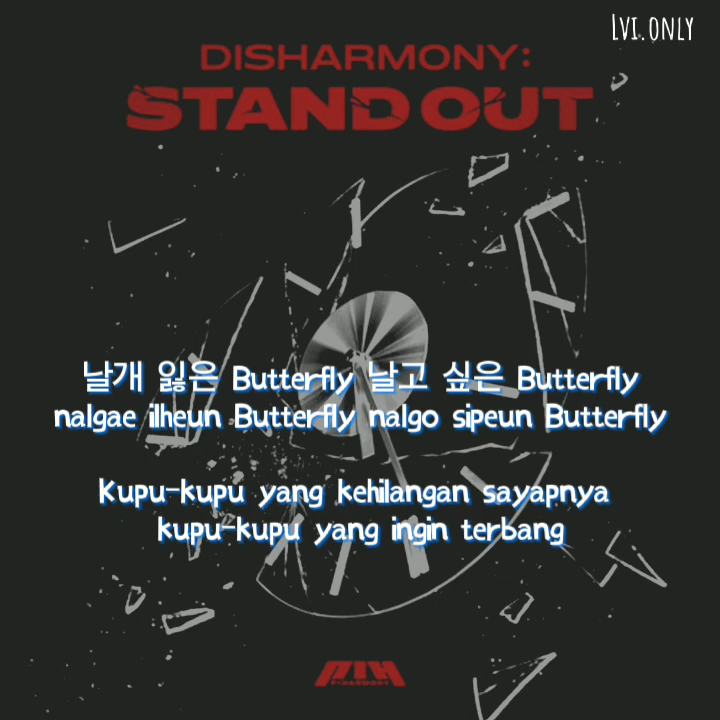 Lvi.only
DISHARMONY:
STAND OUT
날개 잃은 Butterfly 날고 싶은 Butterfly
nalgae ilheun Butterfly nalgo sipeun Butterfly
Kupu-kupu yang kehilangan sayapnya
kupu-kupu yang ingin terbang
P1H